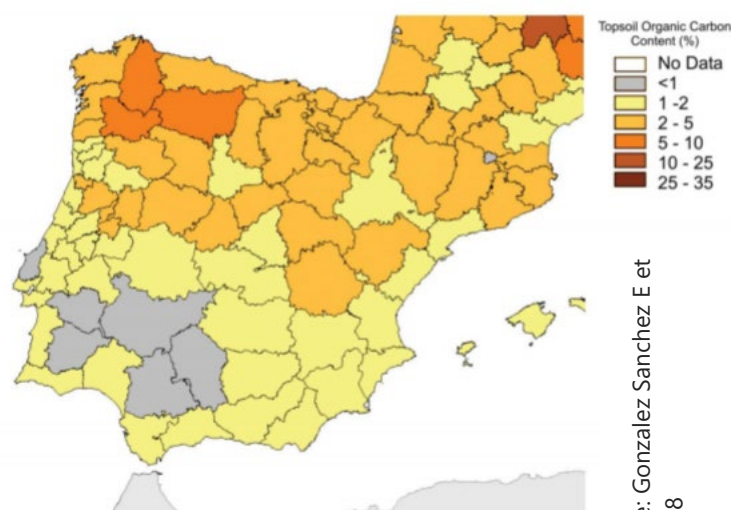 Topsoil Organic Carbon
Content (%)
No Data
<1
1 -2
2 - 5
5 - 10
10 - 25
25 - 35
: Gonzalez Sanchez E et
8